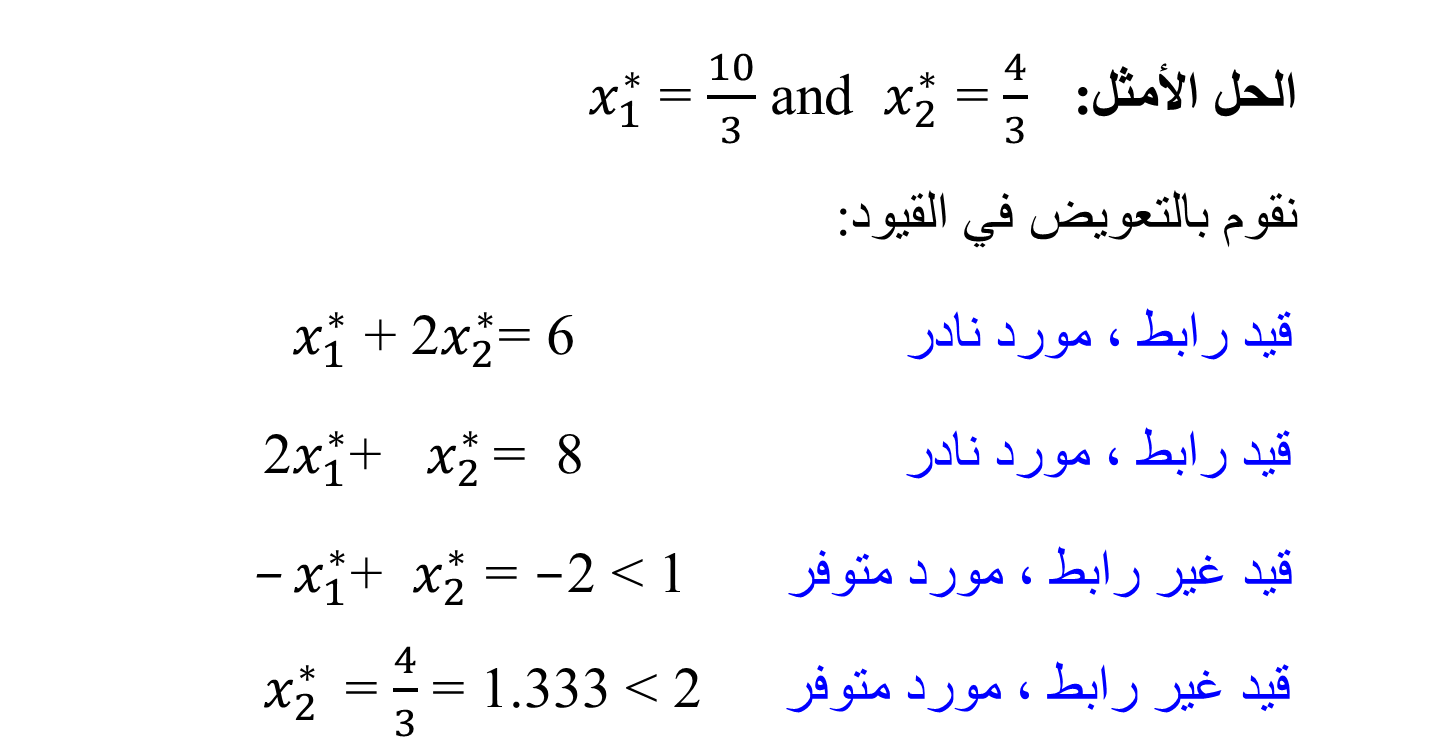 الحل الأمثل: x₁* = 10/3 and x₂* = 4/3
نقوم بالتعويض في القيود:
قيد رابط ، مورد نادر x₁* + 2x₂* = 6
قيد رابط ، مورد نادر 2x₁* + x₂* = 8
قيد غير رابط ، مورد متوفر − x₁* + x₂* = −2 < 1
قيد غير رابط ، مورد متوفر x₂* = 4/3 = 1.333 < 2